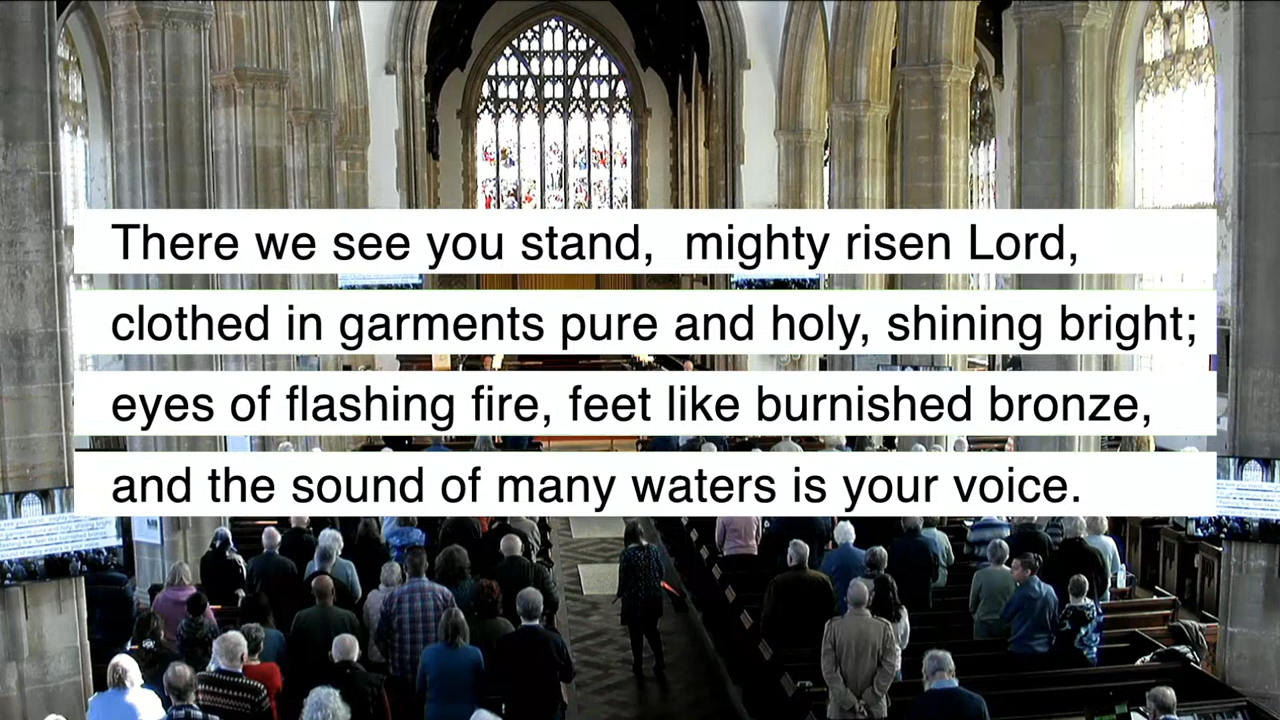 There we see you stand,  mighty risen Lord,
clothed in garments pure and holy, shining bright;
eyes of flashing fire, feet like burnished bronze,
and the sound of many waters is your voice.